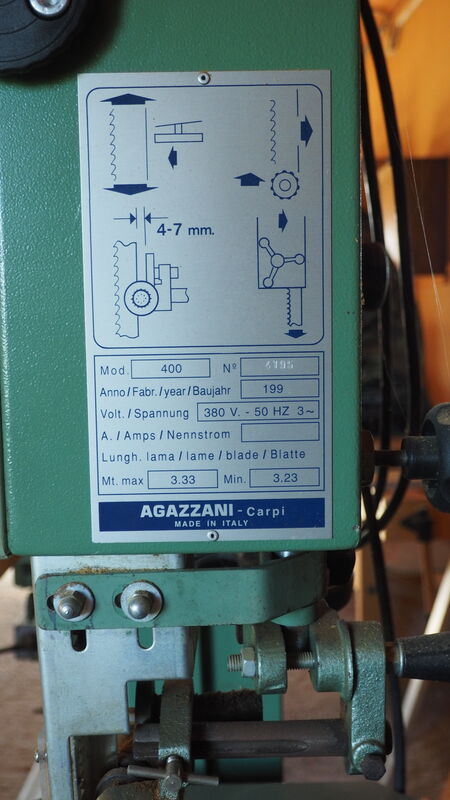 4-7 mm.
Mod. 400 Nº 4795
Anno/Fabr./year/Baujahr 199
Volt./Spannung 380 V. - 50 HZ 3~
A./Amps/Nennstrom
Lungh. lama/lame/blade/Blatte
Mt. max 3.33 Min. 3.23
AGAZZANI - Carpi
MADE IN ITALY